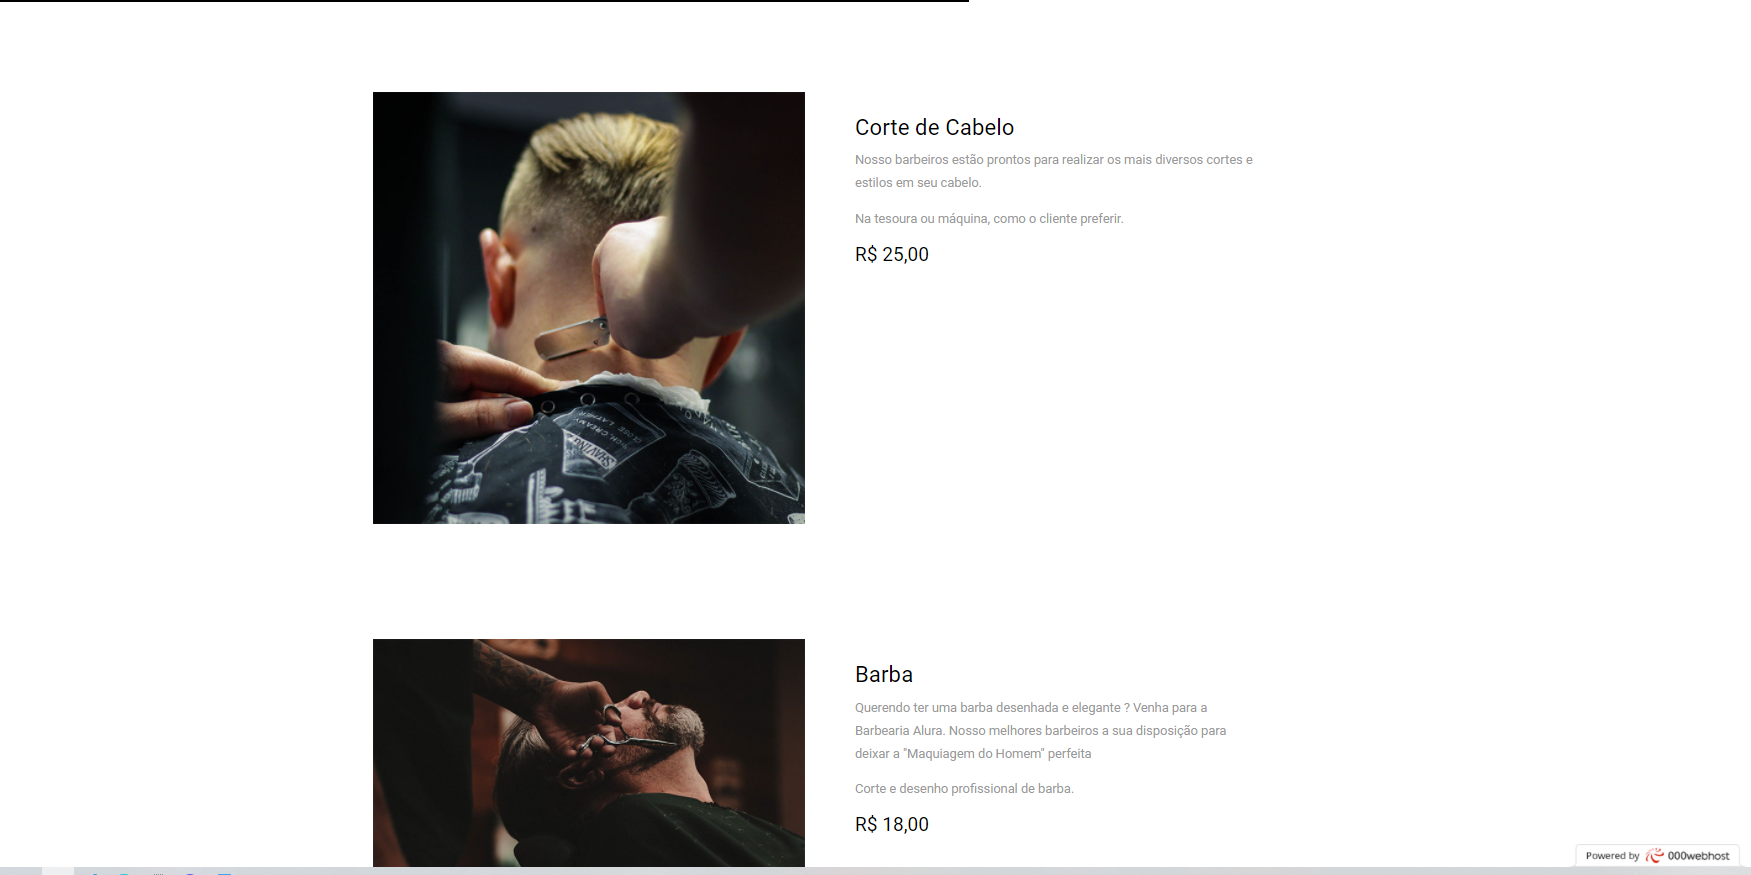 Corte de Cabelo
Nosso barbeiros estão prontos para realizar os mais diversos cortes e
estilos em seu cabelo.
Na tesoura ou máquina, como o cliente preferir.
R$ 25,00
SHAVING
Barba
Querendo ter uma barba desenhada e elegante ? Venha para a
Barbearia Alura. Nosso melhores barbeiros a sua disposição para
deixar a "Maquiagem do Homem" perfeita
Corte e desenho profissional de barba.
R$ 18,00
Powered by 000webhost